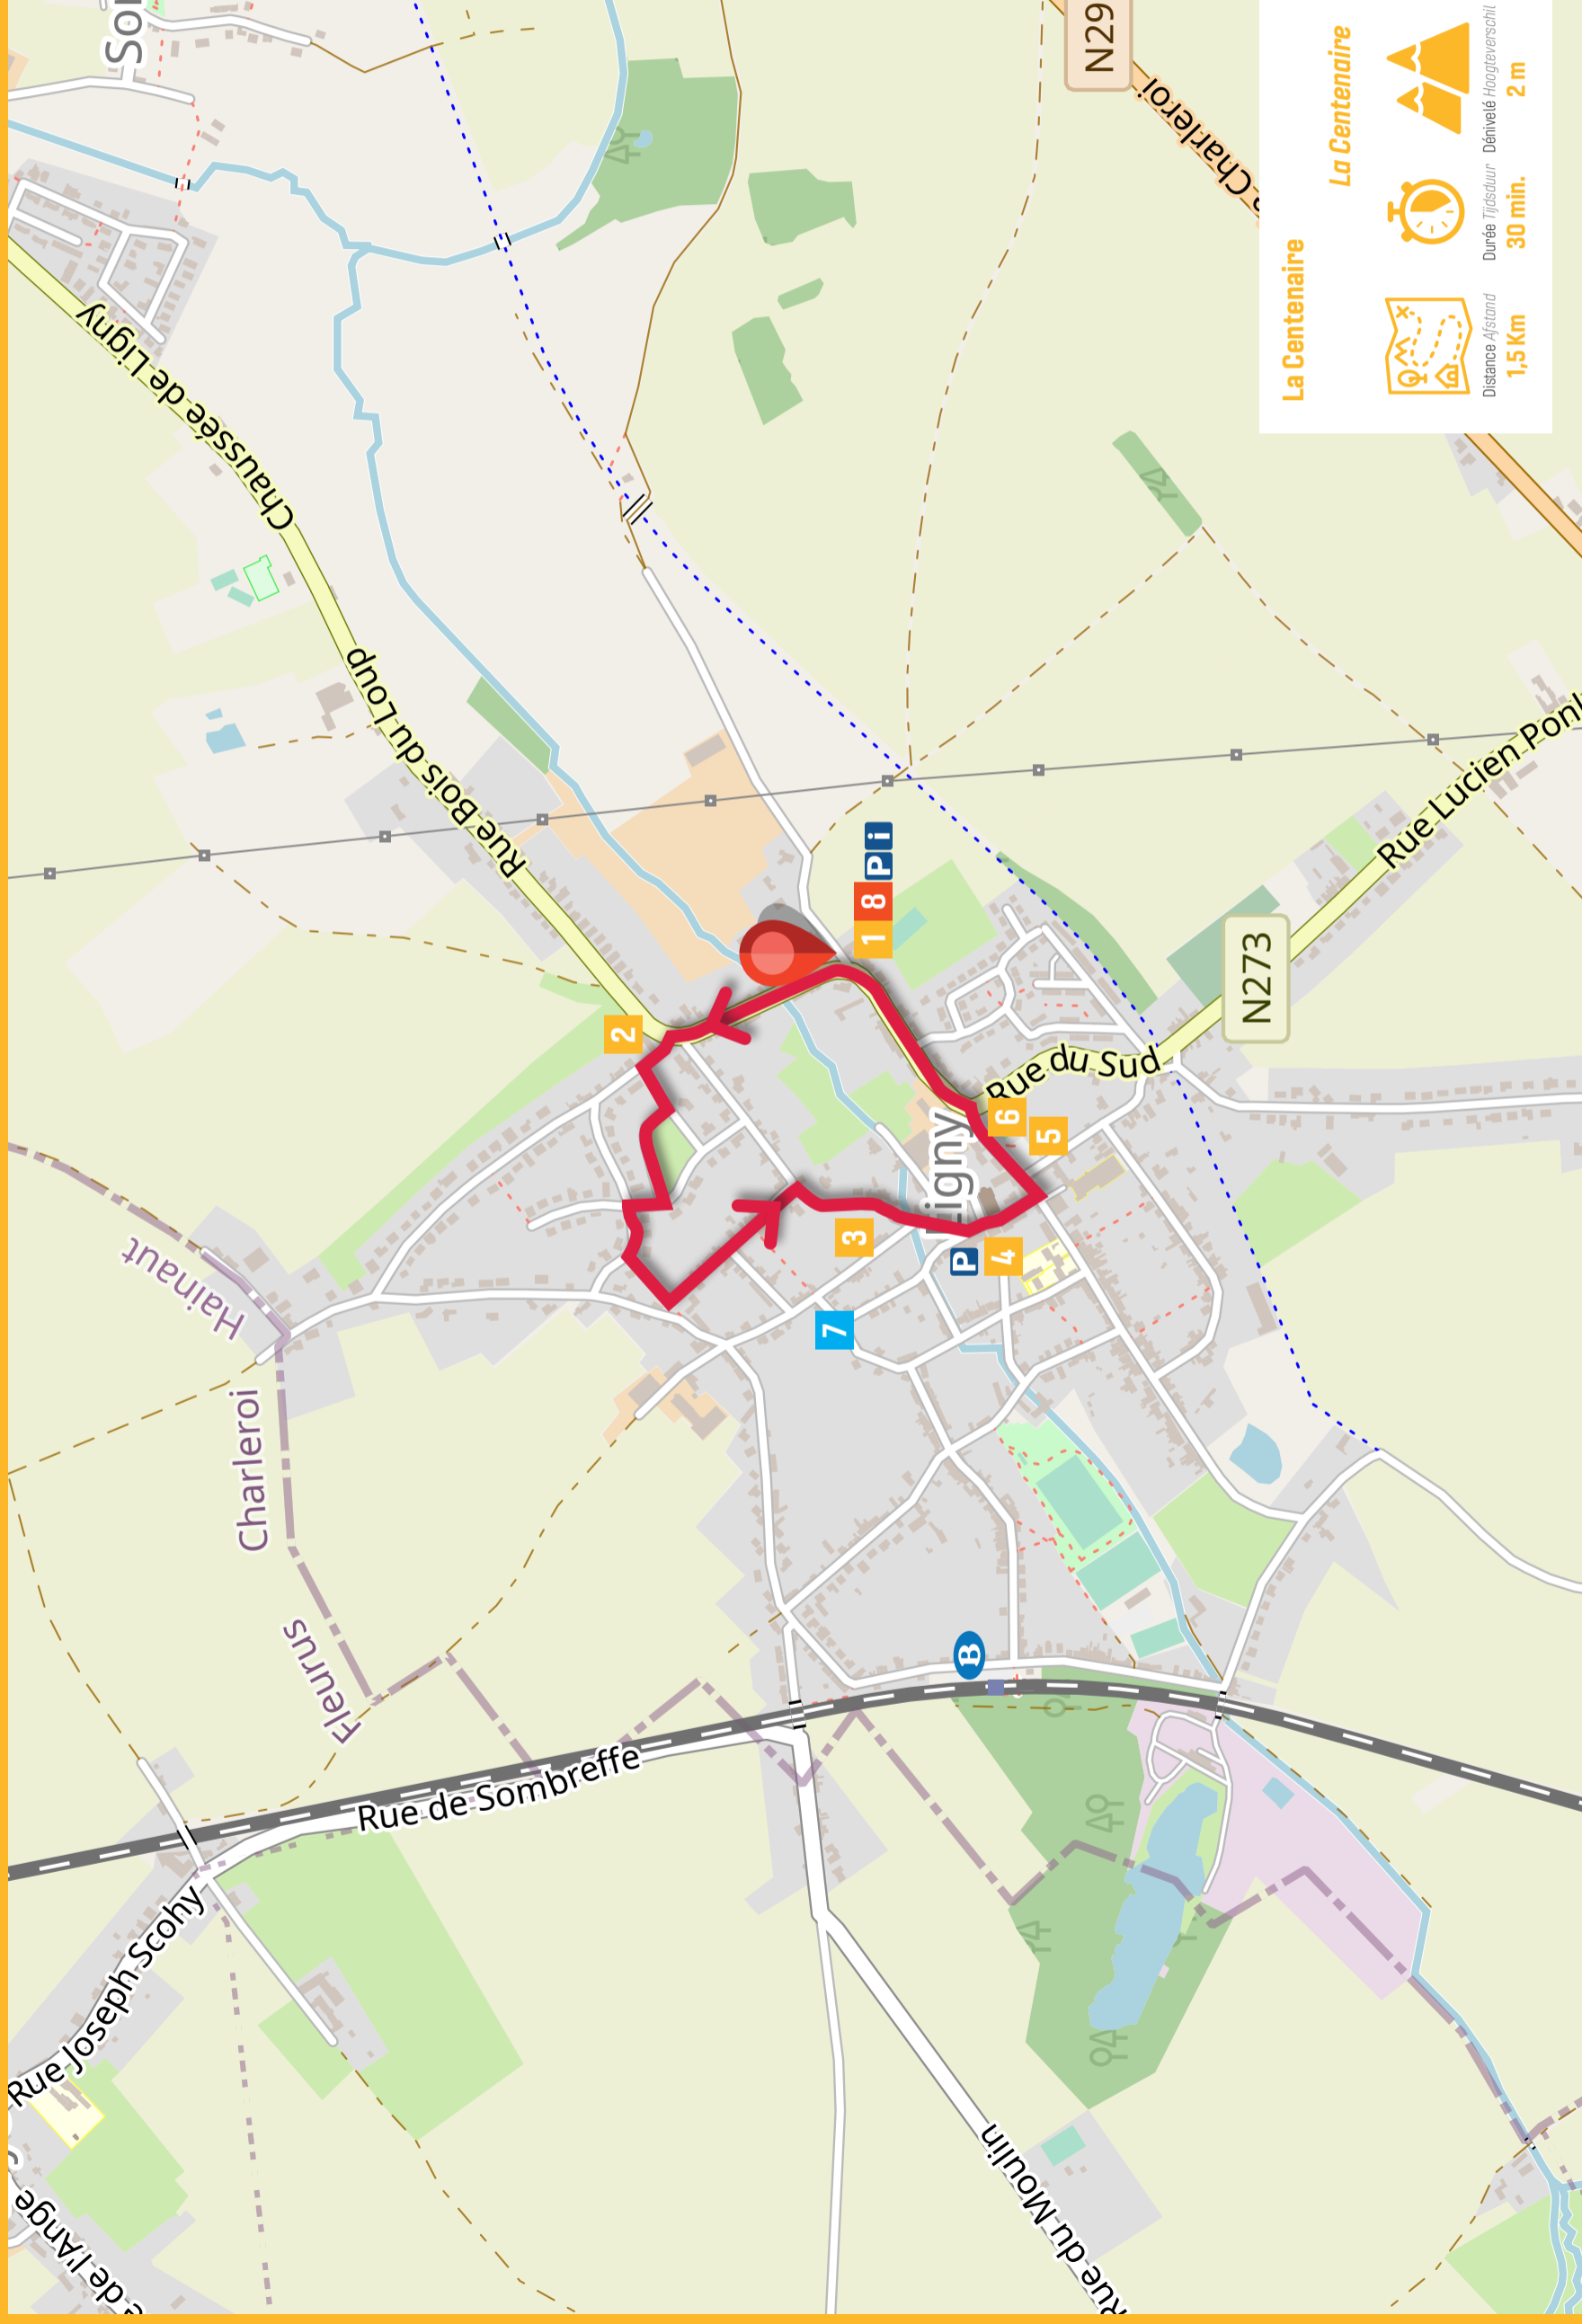 La Centenaire
La Centenaire
Distance Afstand
1,5 Km
Durée Tijdsduur
30 min.
Dénivelé Hoogteverschil
2 m
Chaussée de Ligny
Rue Bois du Loup
Charleroi
N29
Rue Lucien
N273
Rue du Sud
Ligny
1
8
P
i
2
3
4
P
5
6
7
B
Hainaut
Charleroi
Fleurus
Rue de Sombreffe
Rue Joseph Scohy
de l'Ange
Rue du Moulin